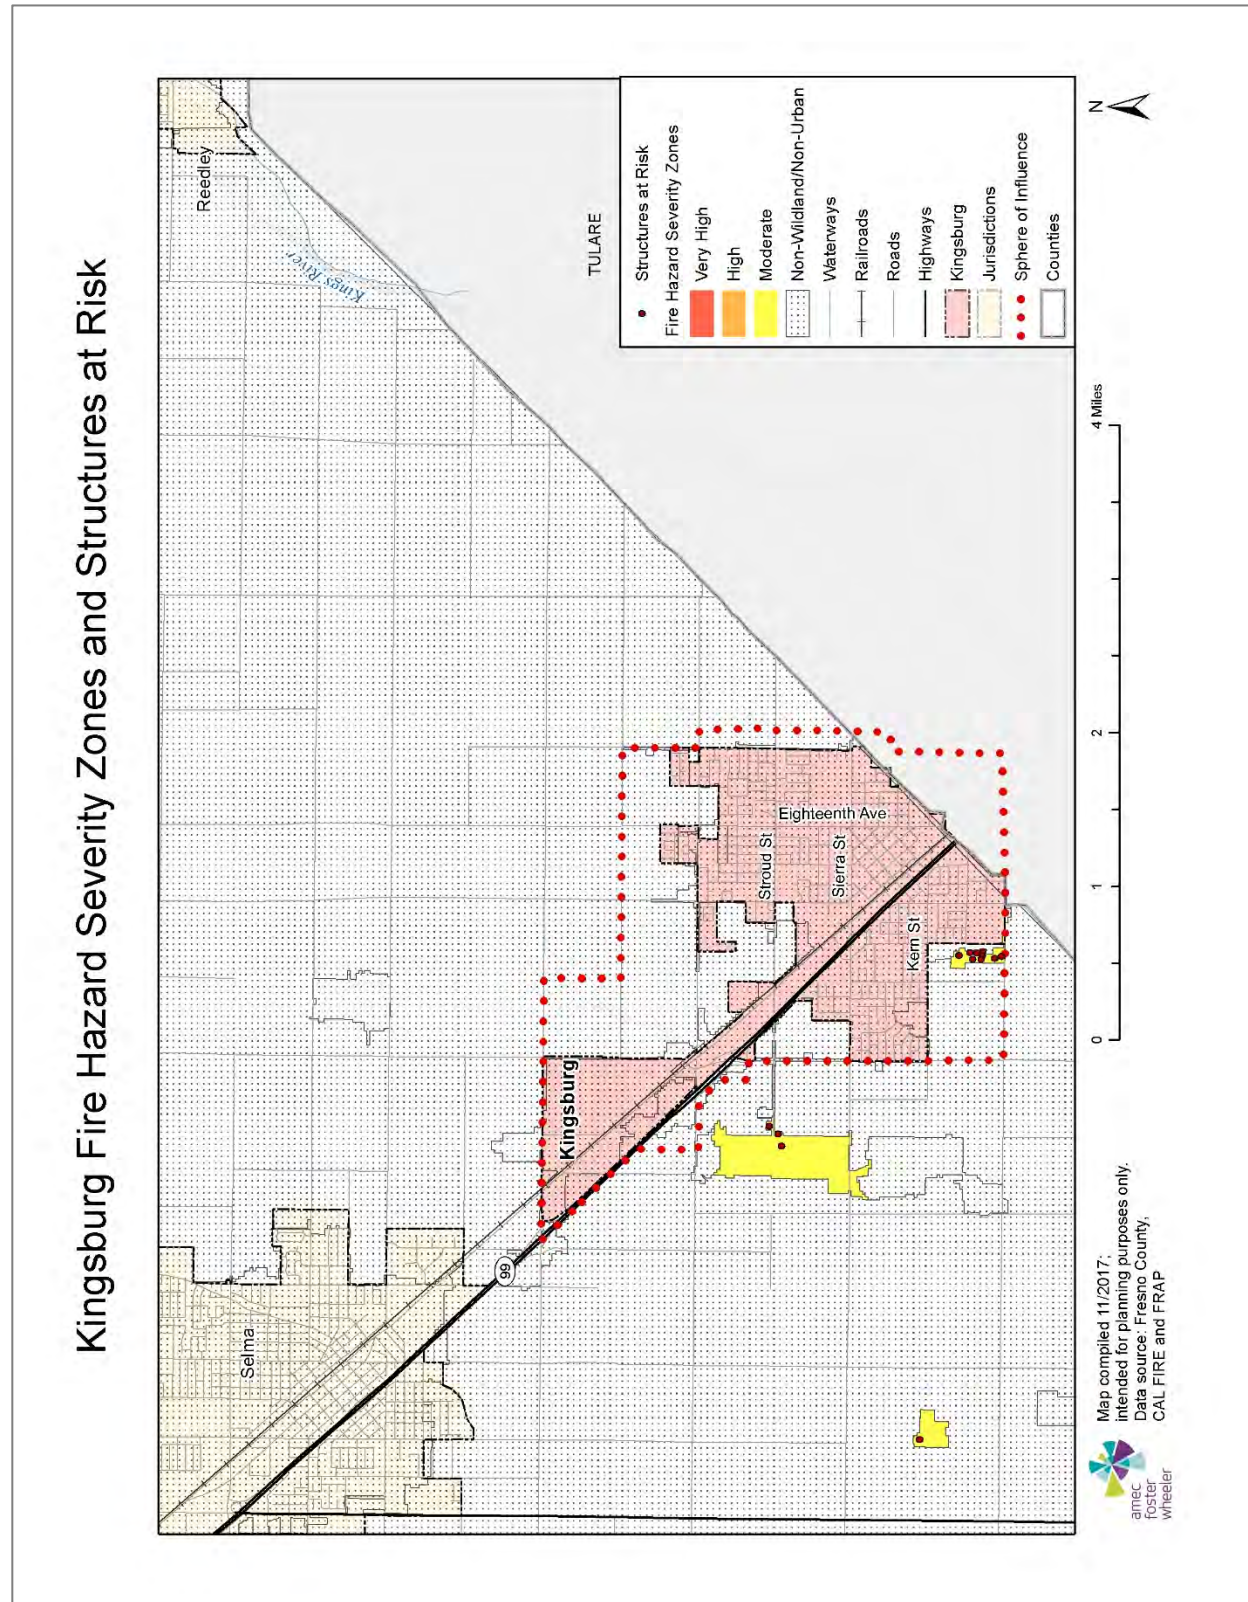 Kingsburg Fire Hazard Severity Zones and Structures at Risk
Selma
Reedley
Kings River
TULARE
99
Kingsburg
Stroud St
Eighteenth Ave
Sierra St
Kern St
Structures at Risk
Fire Hazard Severity Zones
Very High
High
Moderate
Non-Wildland/Non-Urban
Waterways
Railroads
Roads
Highways
Kingsburg
Jurisdictions
Sphere of Influence
Counties
N
0 1 2 4 Miles
Map compiled 11/2017;
intended for planning purposes only.
Data source: Fresno County,
CAL FIRE and FRAP
amec
foster
wheeler